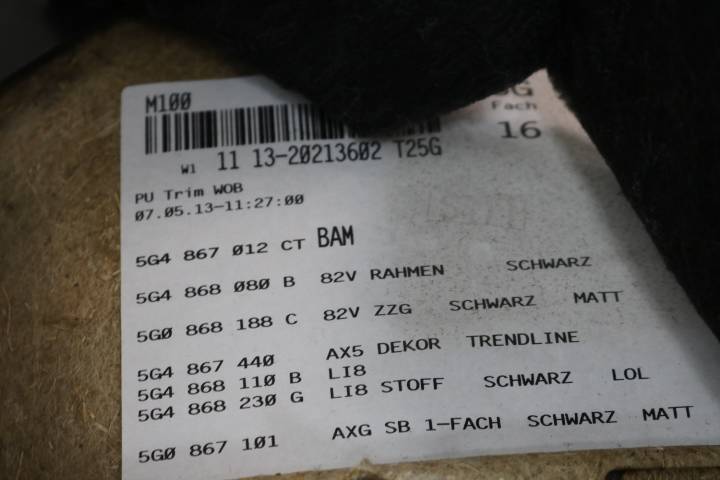 M100
Fach
16
W1 11 13-20213602 T25G
PU Trim WOB
07.05.13-11:27:00
5G4 867 012 CT BAM
5G4 868 080 B 82V RAHMEN SCHWARZ
5G0 868 188 C 82V ZZG SCHWARZ MATT
5G4 867 440 AX5 DEKOR TRENDLINE
5G4 868 110 B LI8
5G4 868 230 G LI8 STOFF SCHWARZ LOL
5G0 867 101 AXG SB 1-FACH SCHWARZ MATT